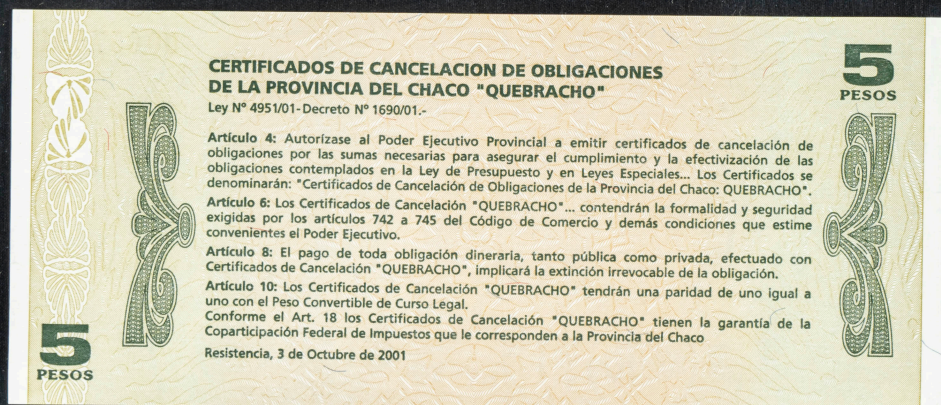 CERTIFICADOS DE CANCELACION DE OBLIGACIONES
DE LA PROVINCIA DEL CHACO "QUEBRACHO"
Ley Nº 4951/01-Decreto Nº 1690/01.-
5
PESOS
Artículo 4: Autorízase al Poder Ejecutivo Provincial a emitir certificados de cancelación de
obligaciones por las sumas necesarias para asegurar el cumplimiento y la efectivización de las
obligaciones contemplados en la Ley de Presupuesto y en Leyes Especiales... Los Certificados se
denominarán: "Certificados de Cancelación de Obligaciones de la Provincia del Chaco: QUEBRACHO".
Artículo 6: Los Certificados de Cancelación "QUEBRACHO"... contendrán la formalidad y seguridad
exigidas por los artículos 742 a 745 del Código de Comercio y demás condiciones que estime
convenientes el Poder Ejecutivo.
Artículo 8: El pago de toda obligación dineraria, tanto pública como privada, efectuado con
Certificados de Cancelación "QUEBRACHO", implicará la extinción irrevocable de la obligación.
Artículo 10: Los Certificados de Cancelación "QUEBRACHO" tendrán una paridad de uno igual a
uno con el Peso Convertible de Curso Legal.
Conforme el Art. 18 los Certificados de Cancelación "QUEBRACHO" tienen la garantía de la
Coparticipación Federal de Impuestos que le corresponden a la Provincia del Chaco
Resistencia, 3 de Octubre de 2001
5
PESOS